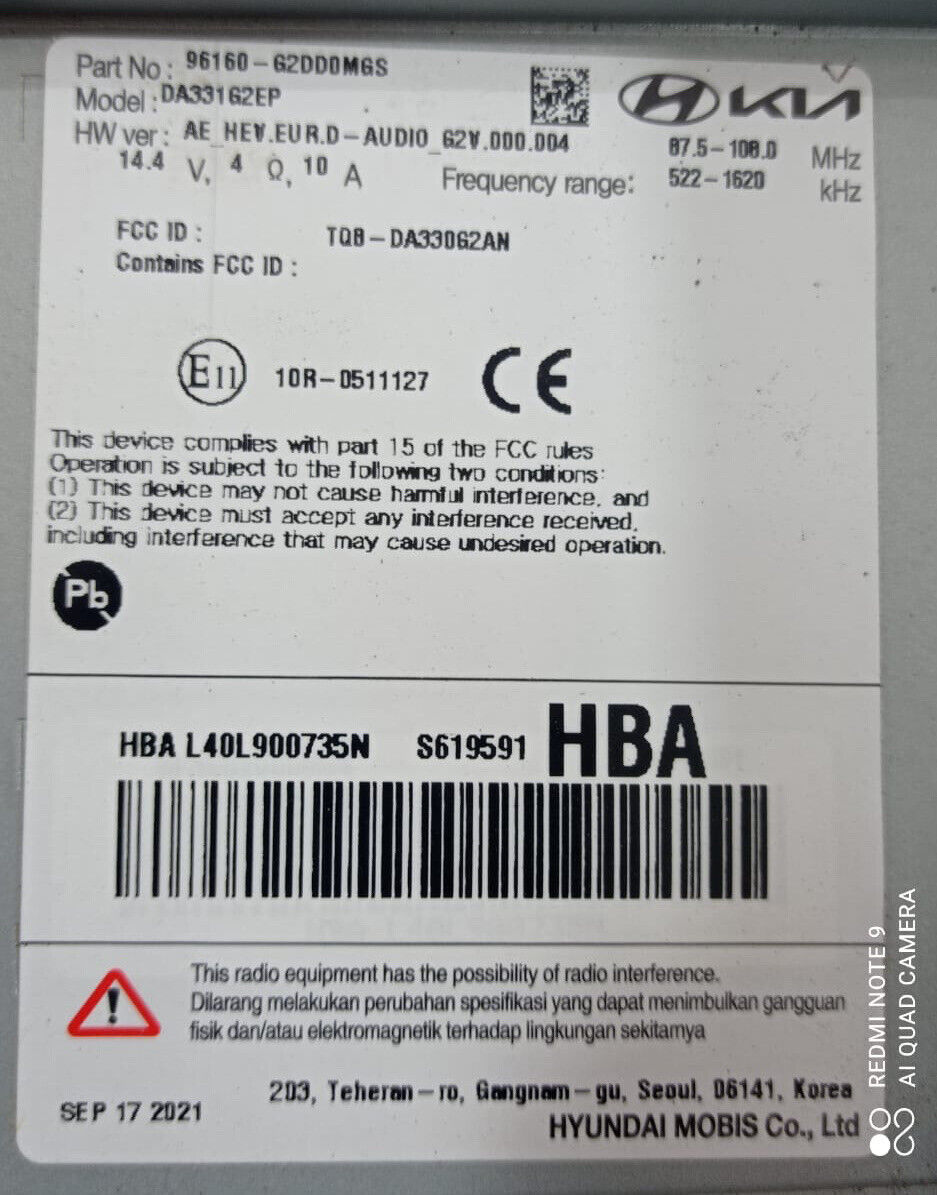 Part No : 96160-G2DD0MGS
Model : DA331G2EP
HW ver : AE_HEV.EUR.D-AUDIO_G2V.000.004
14.4 V, 4 Ω, 10 A
Frequency range: 87.5-108.0 MHz
522-1620 kHz
FCC ID : TQ8-DA330G2AN
Contains FCC ID :
E11 10R-0511127 CE
This device complies with part 15 of the FCC rules
Operation is subject to the following two conditions:
(1) This device may not cause harmful interference, and
(2) This device must accept any interference received,
including interference that may cause undesired operation.
Pb
HBA L40L900735N S619591 HBA
This radio equipment has the possibility of radio interference.
Dilarang melakukan perubahan spesifikasi yang dapat menimbulkan gangguan
fisik dan/atau elektromagnetik terhadap lingkungan sekitarnya
SEP 17 2021
203, Teheran-ro, Gangnam-gu, Seoul, 06141, Korea
HYUNDAI MOBIS Co., Ltd
KIA
REDMI NOTE 9
AI QUAD CAMERA